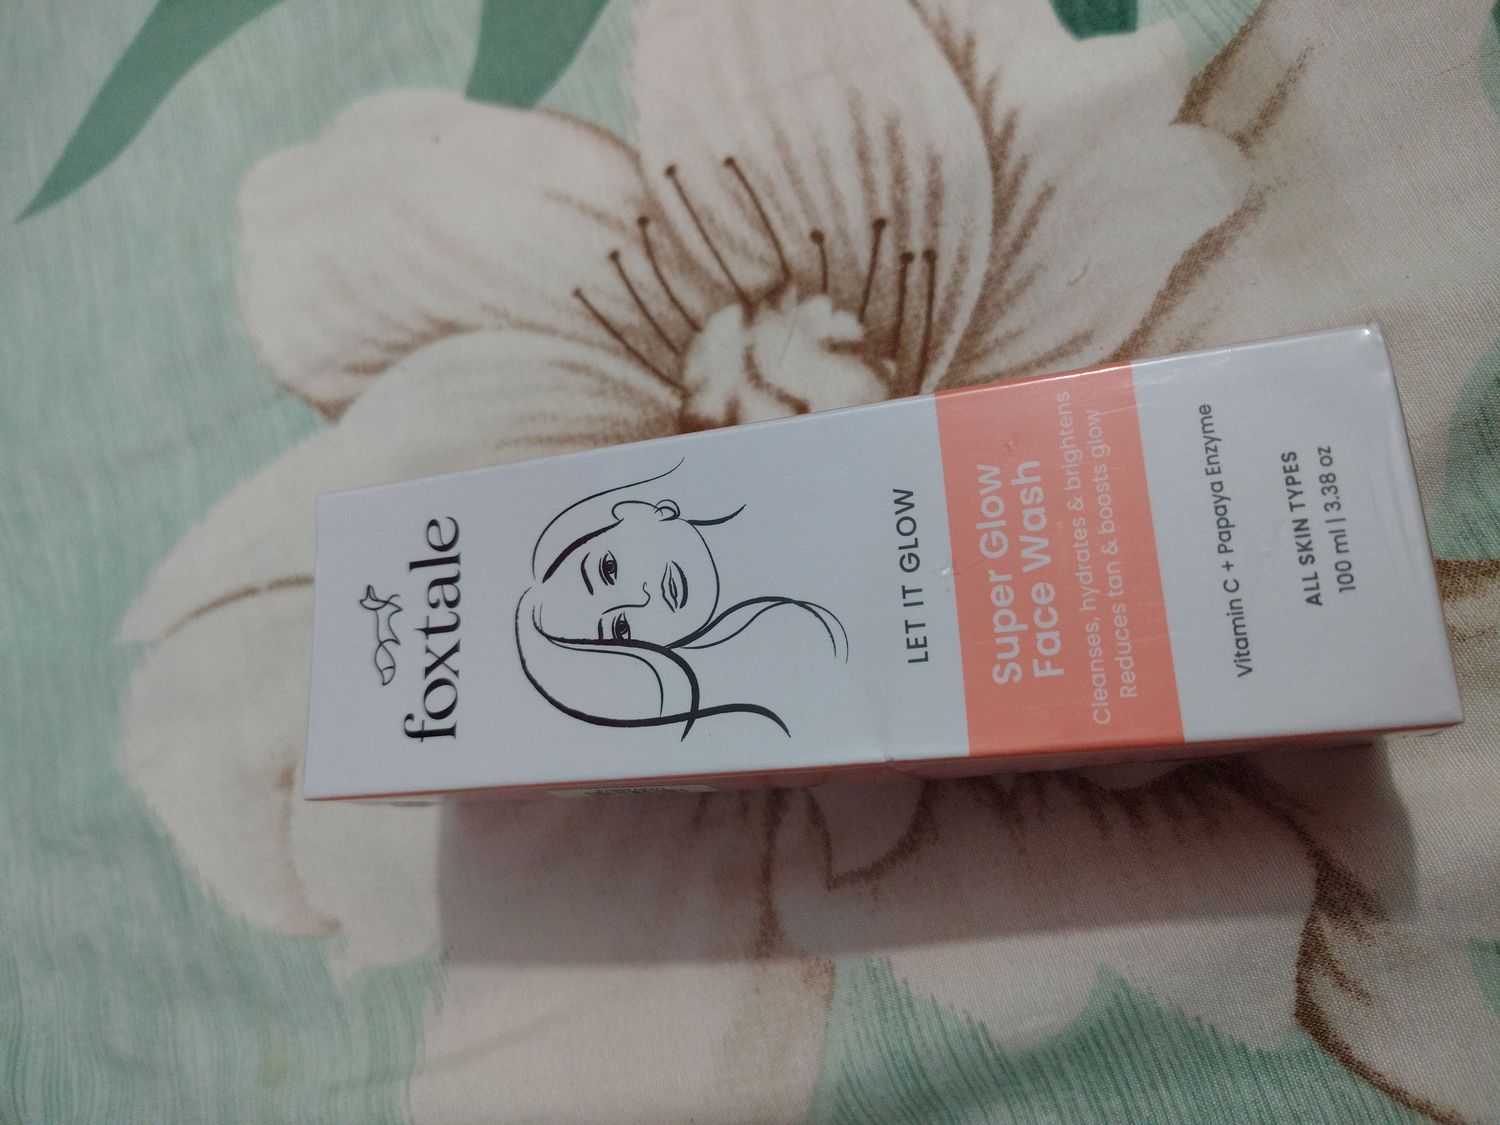 foxtale
LET IT GLOW
Super Glow
Face Wash
Cleanses, hydrates & brightens
Reduces tan & boosts glow
Vitamin C + Papaya Enzyme
ALL SKIN TYPES
100 ml | 3.38 oz